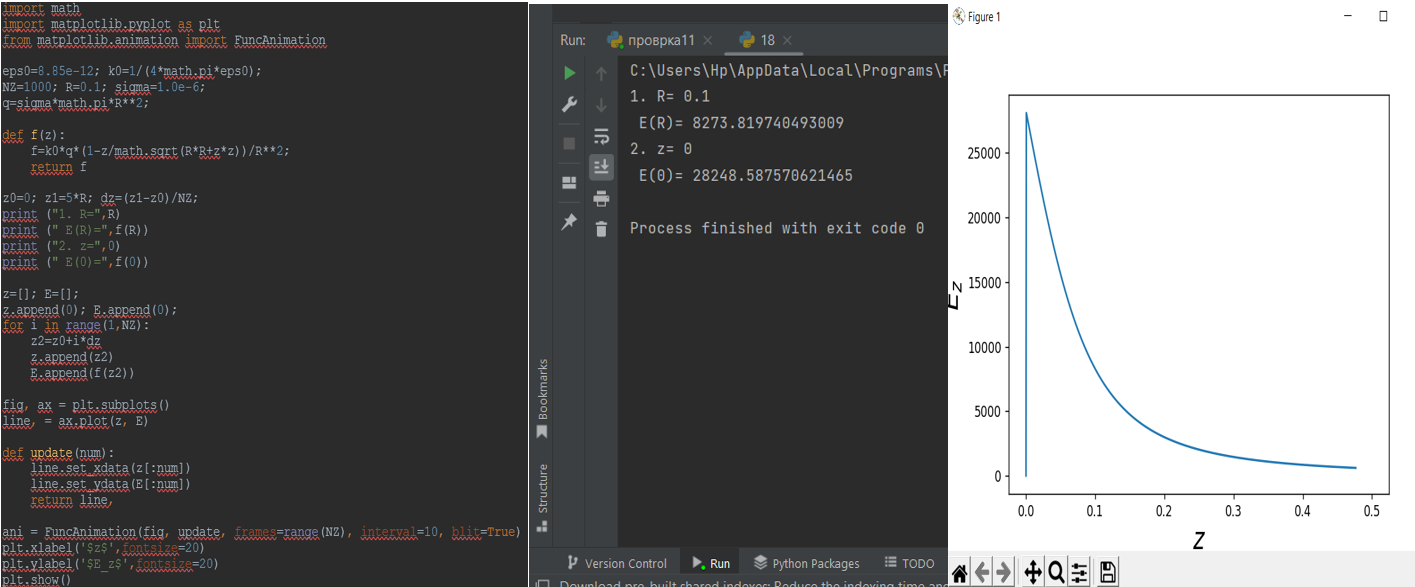 import math
import matplotlib.pyplot as plt
from matplotlib.animation import FuncAnimation
eps0=8.85e-12; k0=1/(4*math.pi*eps0);
NZ=1000; R=0.1; sigma=1.0e-6;
q=sigma*math.pi*R**2;
def f(z):
    f=k0*q*(1-z/math.sqrt(R*R+z*z))/R**2;
    return f
z0=0; z1=5*R; dz=(z1-z0)/NZ;
print ("1. R=",R)
print (" E(R)=",f(R))
print ("2. z=",0)
print (" E(0)=",f(0))
z=[]; E=[];
z.append(0); E.append(0);
for i in range(1,NZ):
    z2=z0+i*dz
    z.append(z2)
    E.append(f(z2))
fig, ax = plt.subplots()
line, = ax.plot(z, E)
def update(num):
    line.set_xdata(z[:num])
    line.set_ydata(E[:num])
    return line,
ani = FuncAnimation(fig, update, frames=range(NZ), interval=10, blit=True)
plt.xlabel('$z$',fontsize=20)
plt.ylabel('$E_z$',fontsize=20)
plt.show()
Run: проврка11 18
C:\Users\Hp\AppData\Local\Programs\
1. R= 0.1
 E(R)= 8273.819740493009
2. z= 0
 E(0)= 28248.587570621465
Process finished with exit code 0
Bookmarks
Structure
Version Control Run Python Packages TODO
Download pre-built shared indexes: Reduce the indexing time and
Figure 1
25000
20000
15000
10000
5000
0
E_z
0.0 0.1 0.2 0.3 0.4 0.5
z